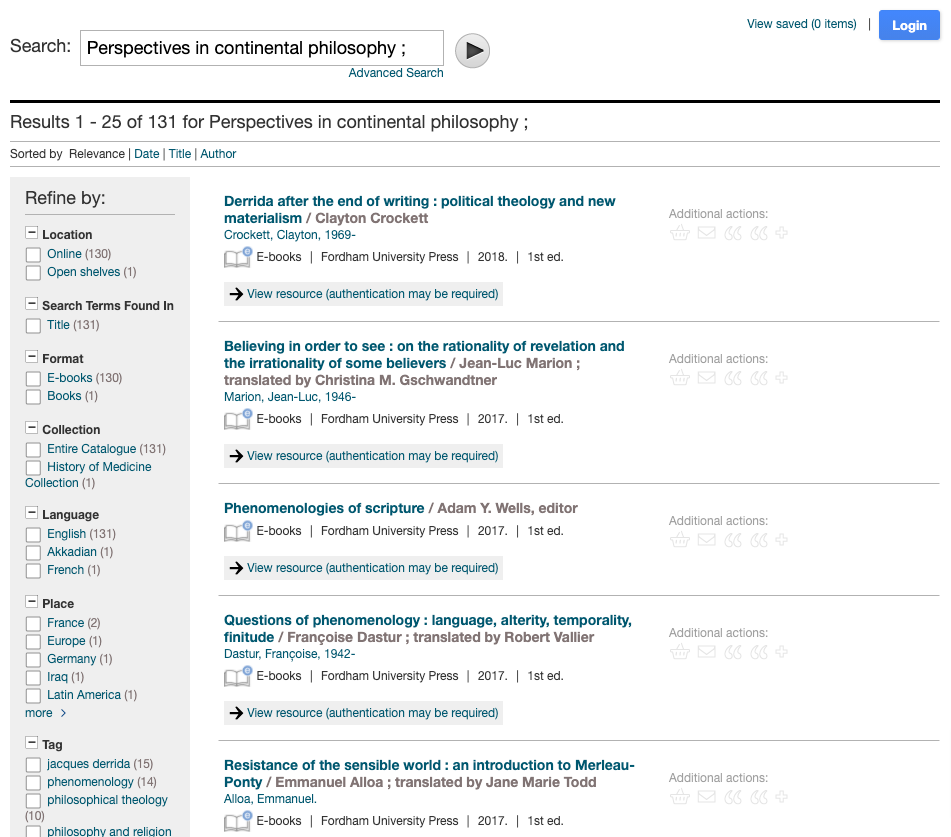 View saved (0 items) | Login
Search: Perspectives in continental philosophy ;
Advanced Search
Results 1 - 25 of 131 for Perspectives in continental philosophy ;
Sorted by Relevance | Date | Title | Author
Refine by:
Location
Online (130)
Open shelves (1)
Search Terms Found In
Title (131)
Format
E-books (130)
Books (1)
Collection
Entire Catalogue (131)
History of Medicine
Collection (1)
Language
English (131)
Akkadian (1)
French (1)
Place
France (2)
Europe (1)
Germany (1)
Iraq (1)
Latin America (1)
more >
Tag
jacques derrida (15)
phenomenology (14)
philosophical theology
(10)
philosophy and religion
Derrida after the end of writing : political theology and new
materialism / Clayton Crockett
Crockett, Clayton, 1969-
E-books | Fordham University Press | 2018. | 1st ed.
View resource (authentication may be required)
Additional actions:
Believing in order to see : on the rationality of revelation and
the irrationality of some believers / Jean-Luc Marion ;
translated by Christina M. Gschwandtner
Marion, Jean-Luc, 1946-
E-books | Fordham University Press | 2017. | 1st ed.
View resource (authentication may be required)
Additional actions:
Phenomenologies of scripture / Adam Y. Wells, editor
E-books | Fordham University Press | 2017. | 1st ed.
View resource (authentication may be required)
Additional actions:
Questions of phenomenology : language, alterity, temporality,
finitude / Françoise Dastur ; translated by Robert Vallier
Dastur, Françoise, 1942-
E-books | Fordham University Press | 2017. | 1st ed.
View resource (authentication may be required)
Additional actions:
Resistance of the sensible world : an introduction to Merleau-
Ponty / Emmanuel Alloa ; translated by Jane Marie Todd
Alloa, Emmanuel.
E-books | Fordham University Press | 2017. | 1st ed.
Additional actions: